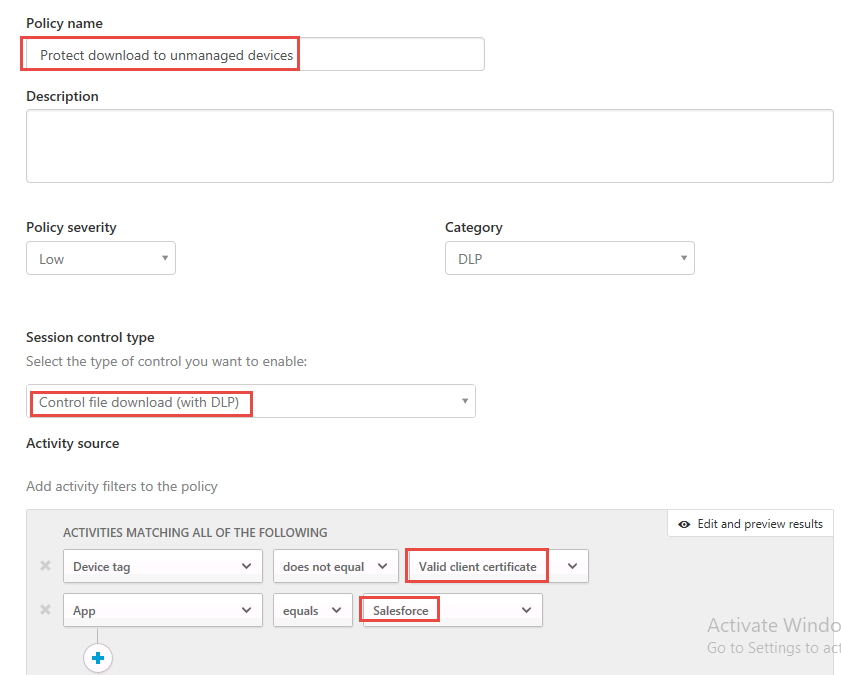 Policy name
Protect download to unmanaged devices
Description
Policy severity
Category
Low
DLP
Session control type
Select the type of control you want to enable:
Control file download (with DLP)
Activity source
Add activity filters to the policy
ACTIVITIES MATCHING ALL OF THE FOLLOWING
Edit and preview results
Device tag
does not equal
Valid client certificate
App
equals
Salesforce
Activate Windo
Go to Settings to act